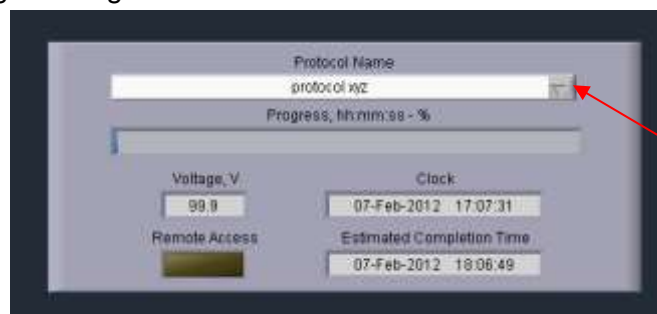 Protocol Name
protocol xyz
Progress, hh:mm:ss - %
Voltage, V
Clock
99.9
07-Feb-2012 17:07:31
Remote Access
Estimated Completion Time
07-Feb-2012 18:06:49